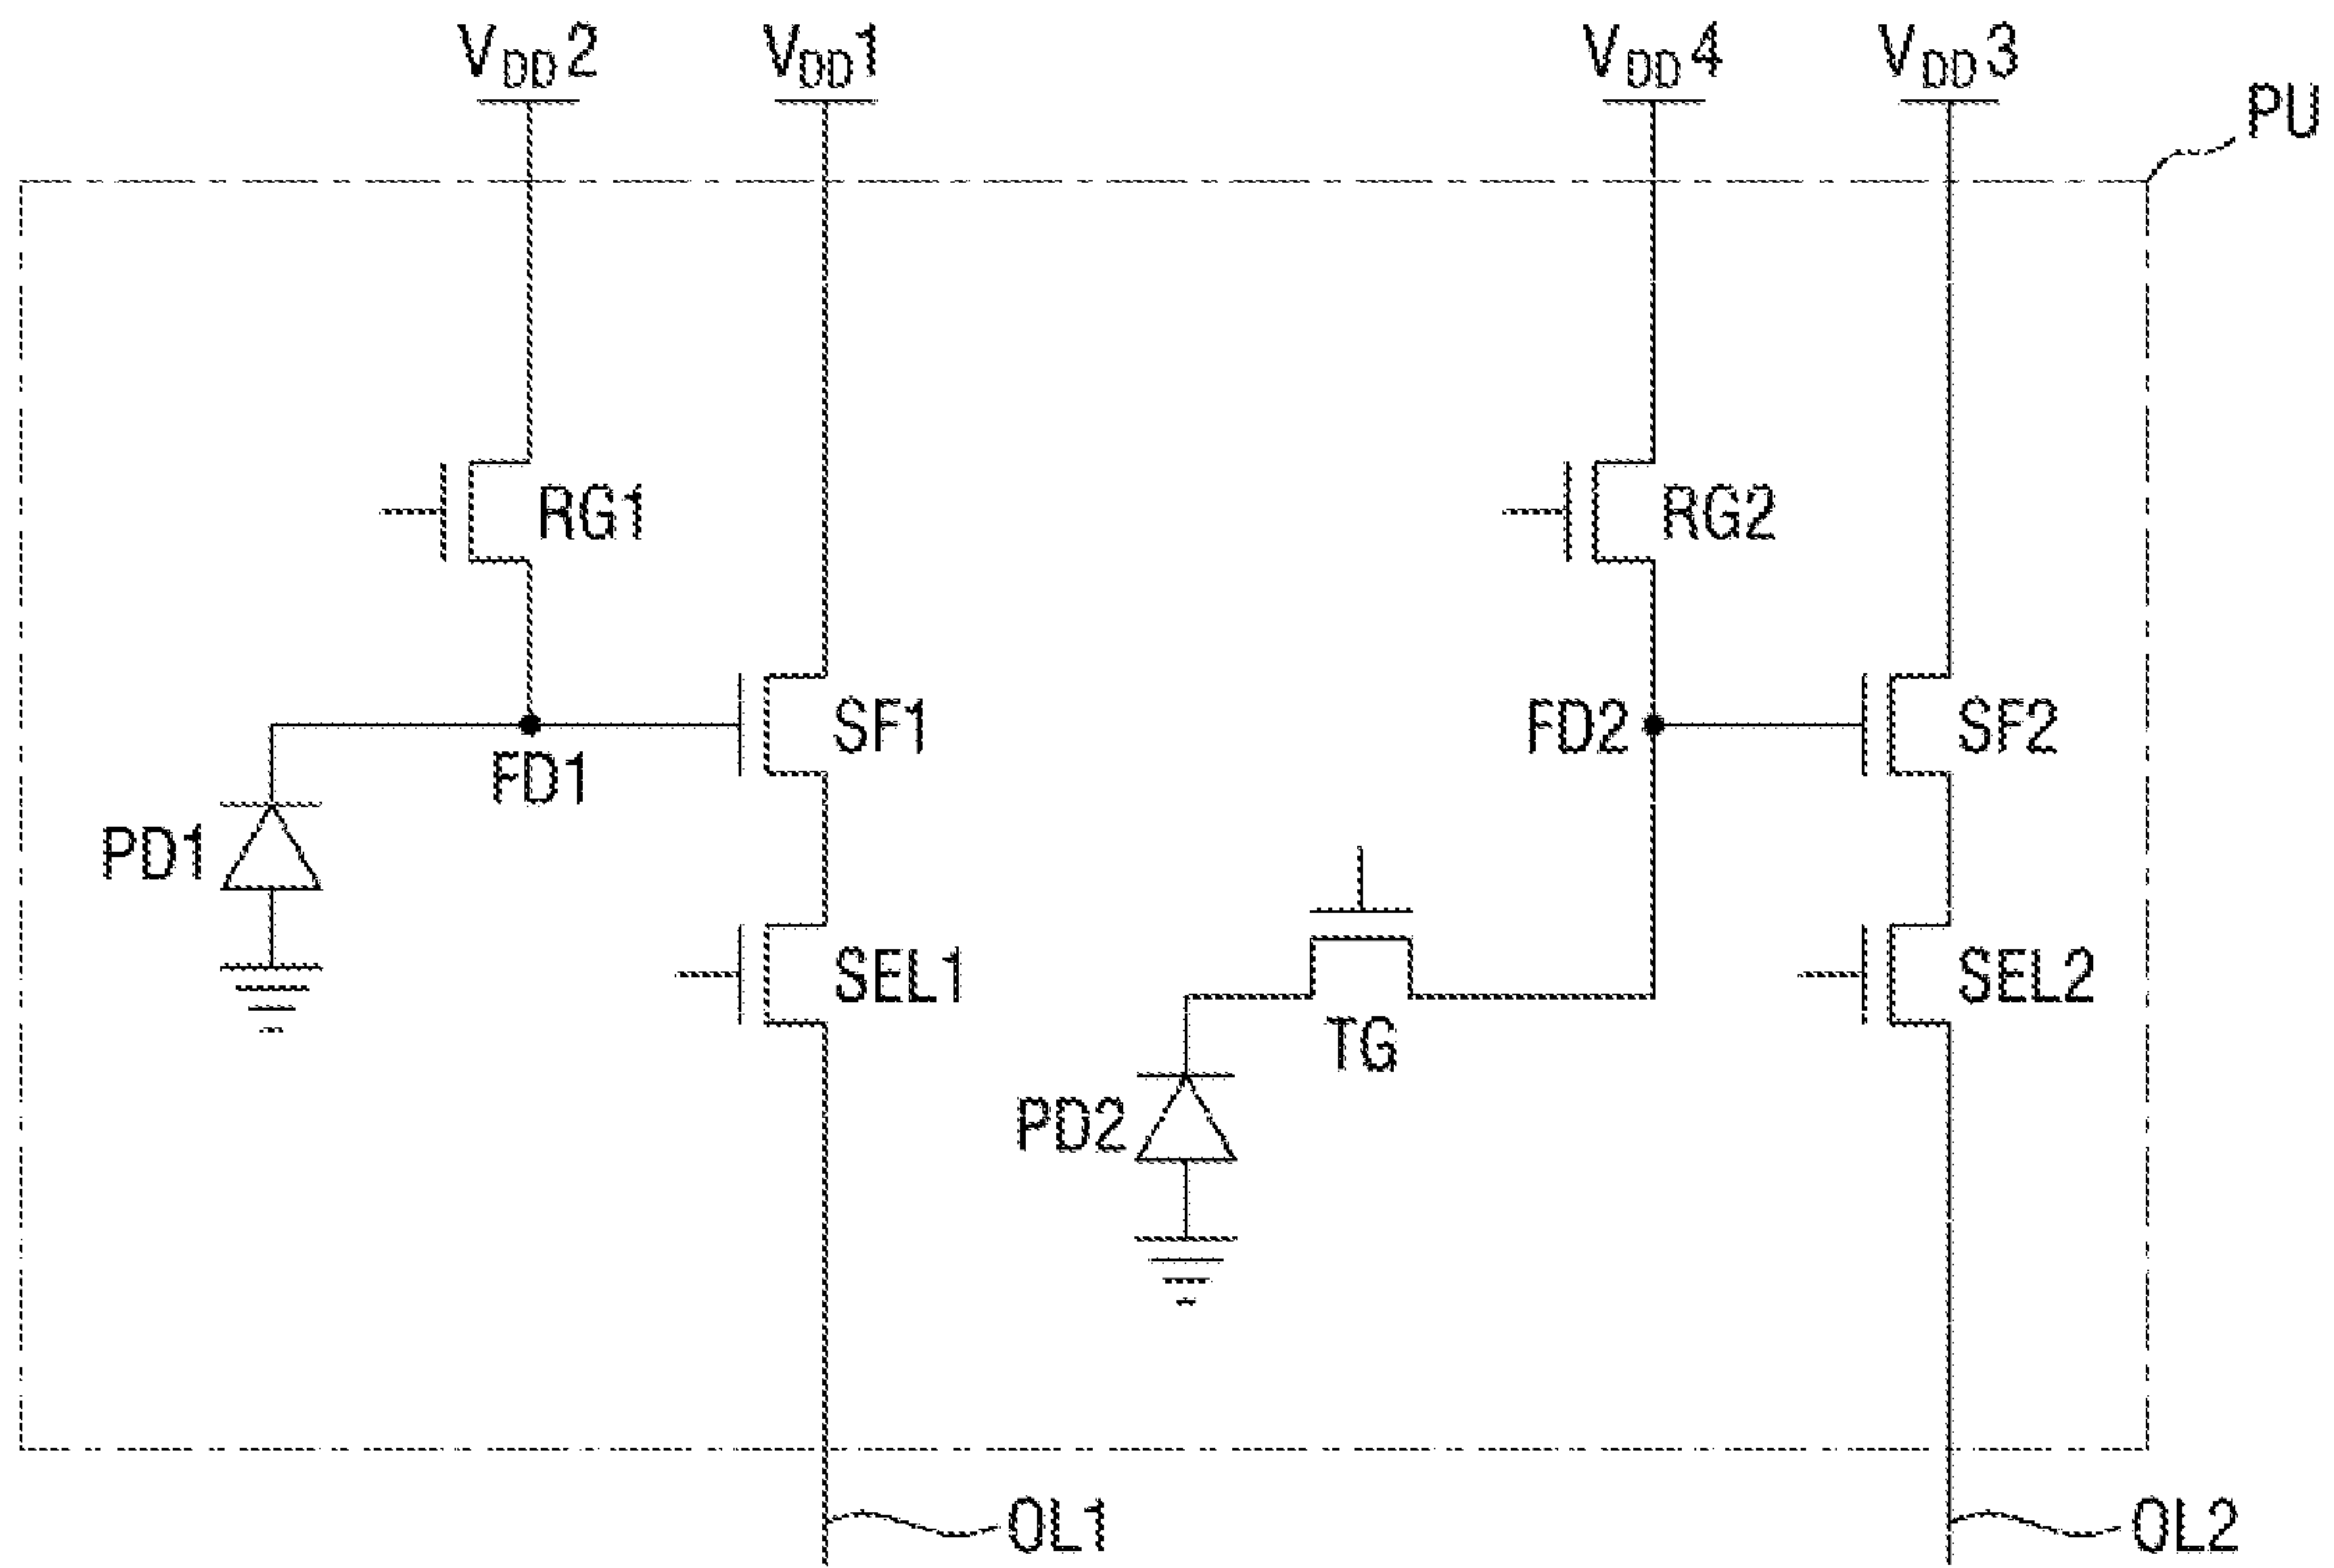 VDD2
VDD1
VDD4
VDD3
PU
RG1
RG2
SF1
FD1
FD2
SF2
PD1
SEL1
SEL2
TG
PD2
OL1
OL2